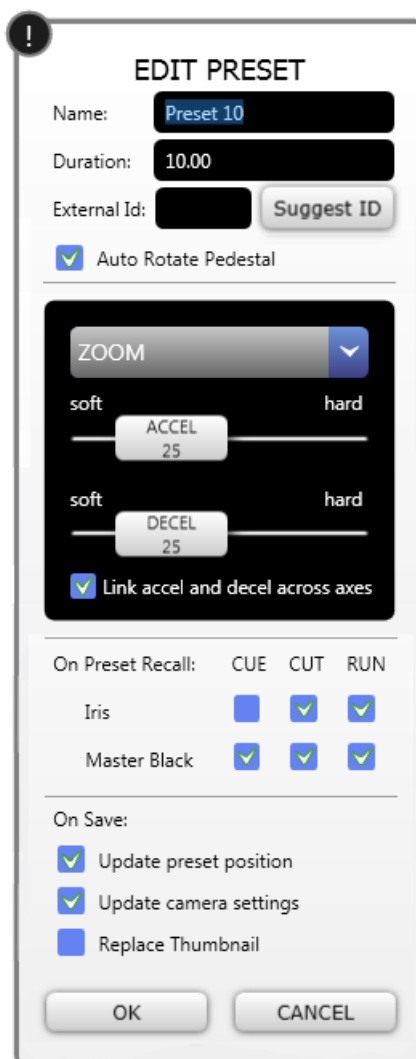 !
EDIT PRESET
Name: Preset 10
Duration: 10.00
External Id: Suggest ID
Auto Rotate Pedestal
ZOOM
soft hard
ACCEL
25
soft hard
DECEL
25
Link accel and decel across axes
On Preset Recall: CUE CUT RUN
Iris
Master Black
On Save:
Update preset position
Update camera settings
Replace Thumbnail
OK CANCEL